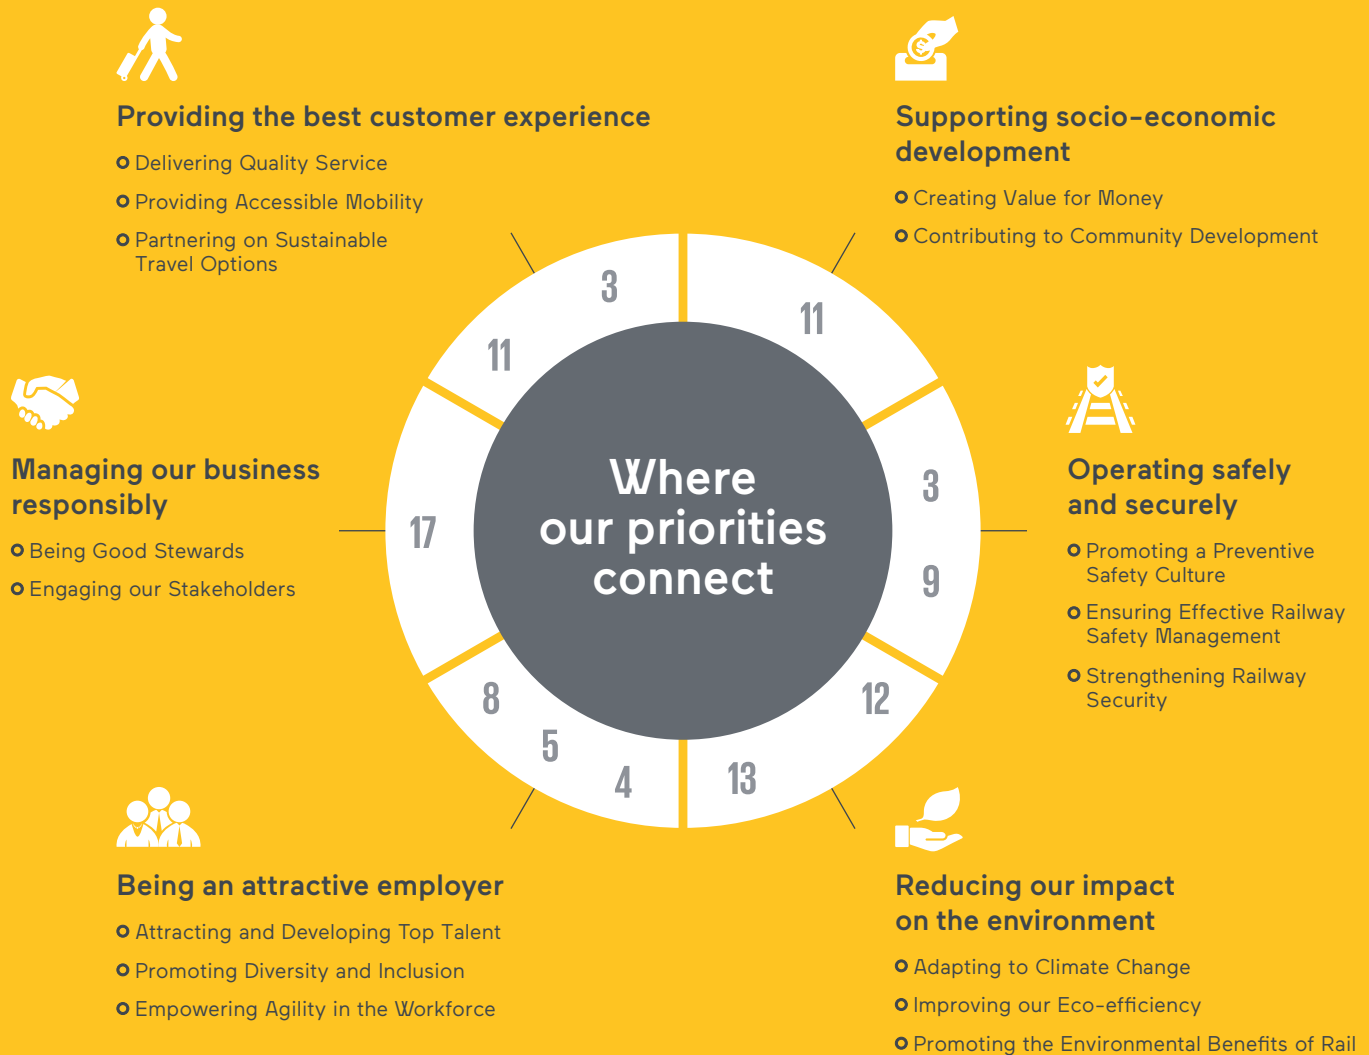 Providing the best customer experience
Delivering Quality Service
Providing Accessible Mobility
Partnering on Sustainable
Travel Options
Supporting socio-economic
development
Creating Value for Money
Contributing to Community Development
Managing our business
responsibly
Being Good Stewards
Engaging our Stakeholders
3
11
11
17
3
9
8
5
4
12
13
Where
our priorities
connect
Operating safely
and securely
Promoting a Preventive
Safety Culture
Ensuring Effective Railway
Safety Management
Strengthening Railway
Security
Being an attractive employer
Attracting and Developing Top Talent
Promoting Diversity and Inclusion
Empowering Agility in the Workforce
Reducing our impact
on the environment
Adapting to Climate Change
Improving our Eco-efficiency
Promoting the Environmental Benefits of Rail